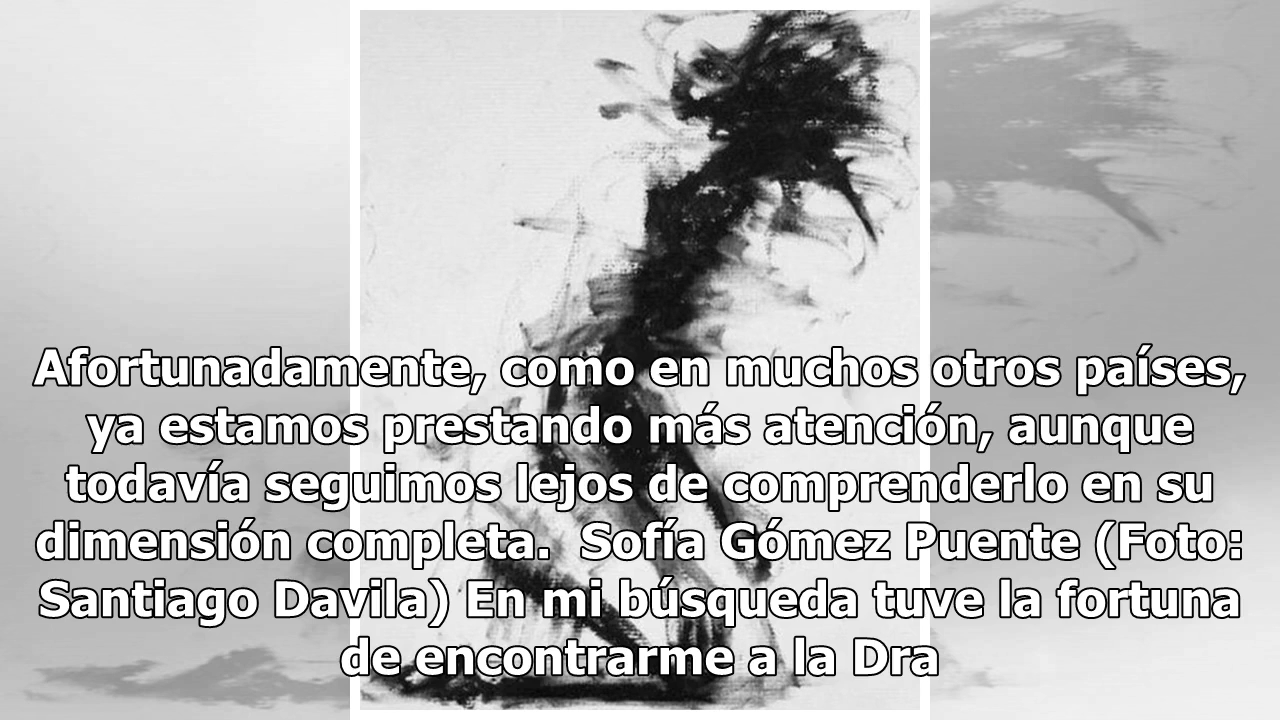 Afortunadamente, como en muchos otros países,
ya estamos prestando más atención, aunque
todavía seguimos lejos de comprenderlo en su
dimensión completa.  Sofía Gómez Puente (Foto:
Santiago Davila) En mi búsqueda tuve la fortuna
de encontrarme a la Dra